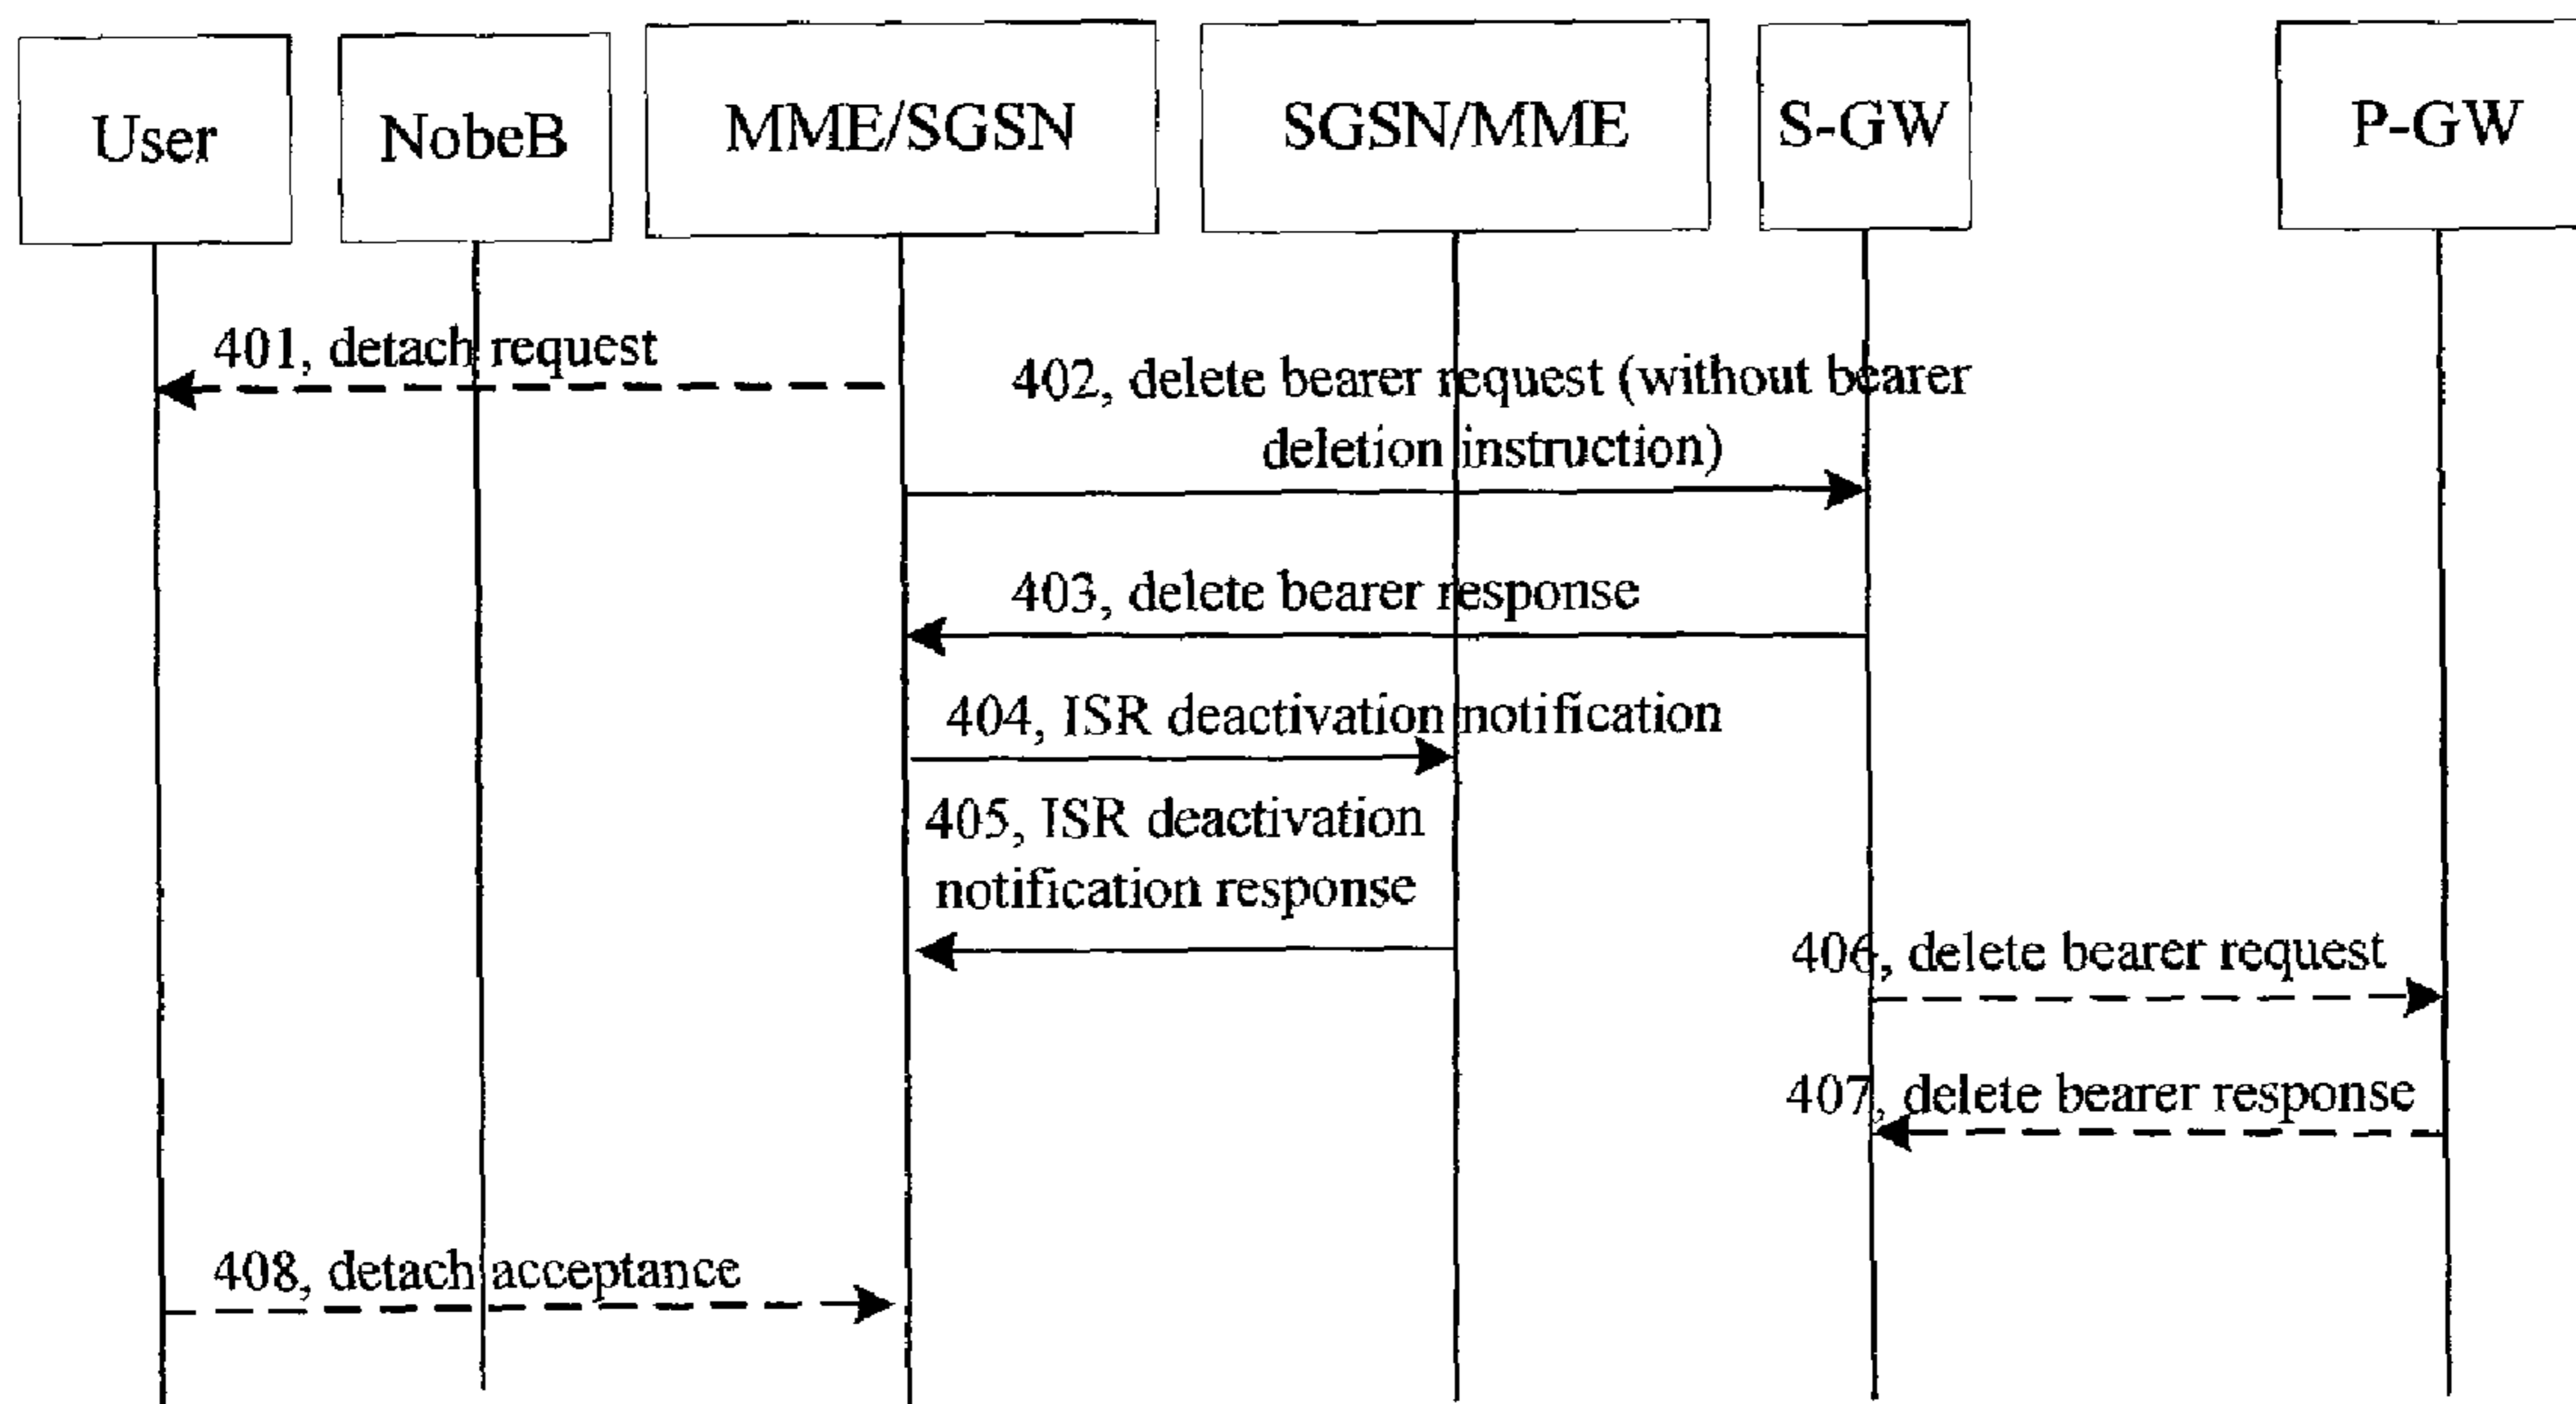 User
NobeB
MME/SGSN
SGSN/MME
S-GW
P-GW
401, detach request
402, delete bearer request (without bearer
deletion instruction)
403, delete bearer response
404, ISR deactivation notification
405, ISR deactivation
notification response
406, delete bearer request
407, delete bearer response
408, detach acceptance